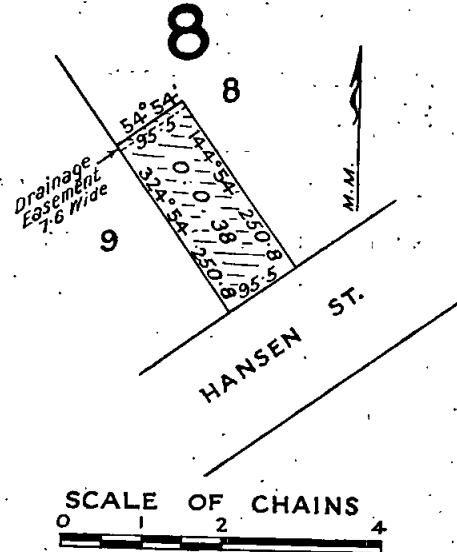 8
8
54° 54'
95·5
144° 54'
250·8
0. 0. 38
324° 54'
250·8
95·5
Drainage
Easement
7.6 Wide
9
M.M.
HANSEN ST.
SCALE OF CHAINS
0 1 2 4